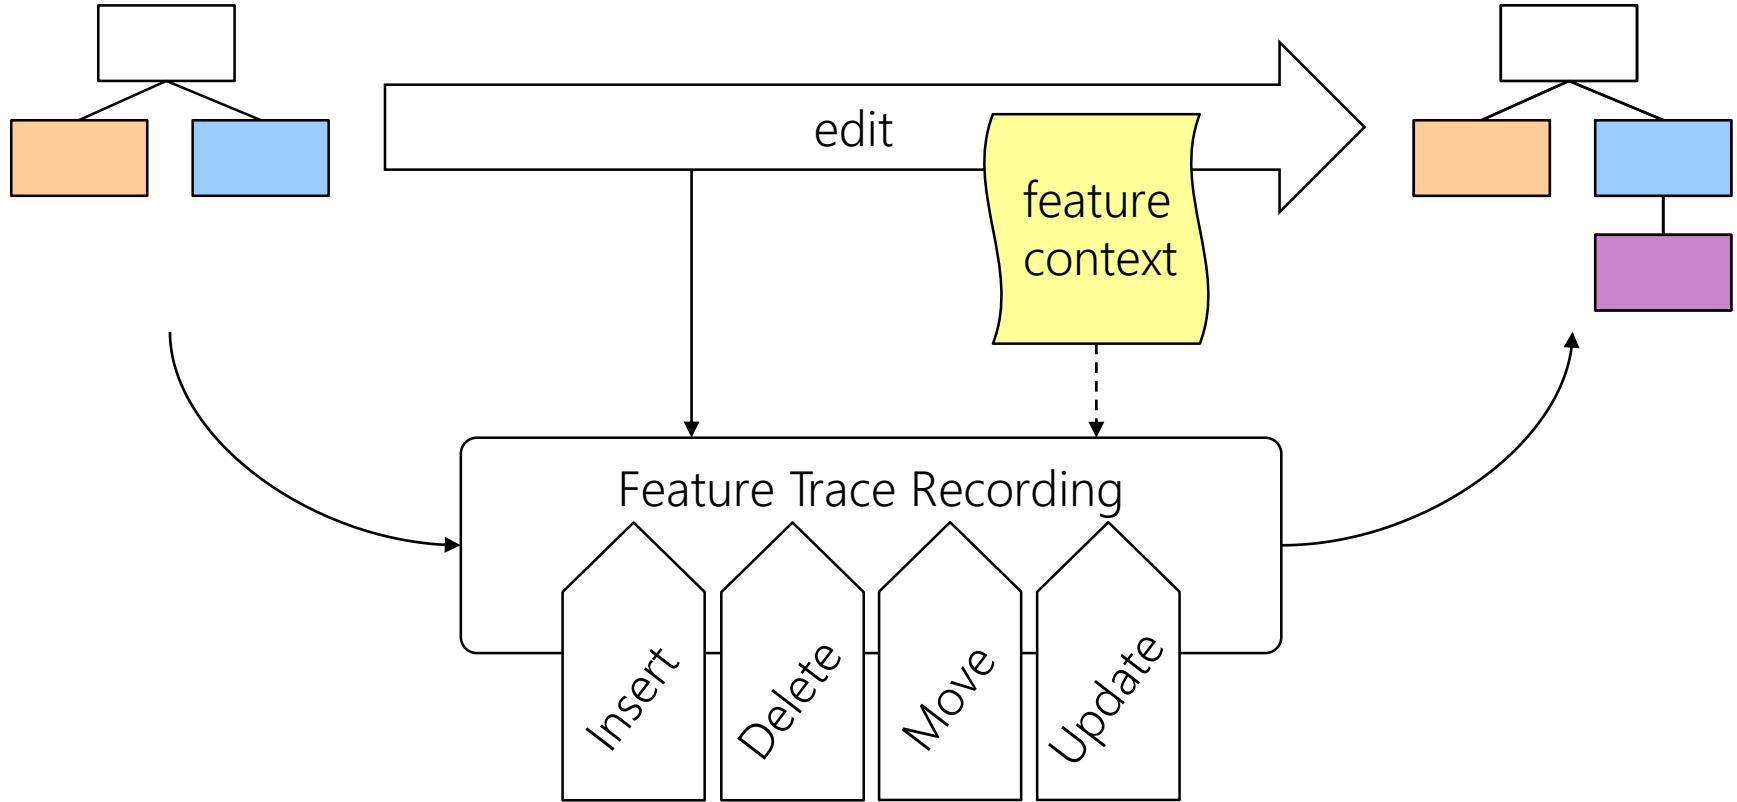 edit
feature
context
Feature Trace Recording
Insert
Delete
Move
Update